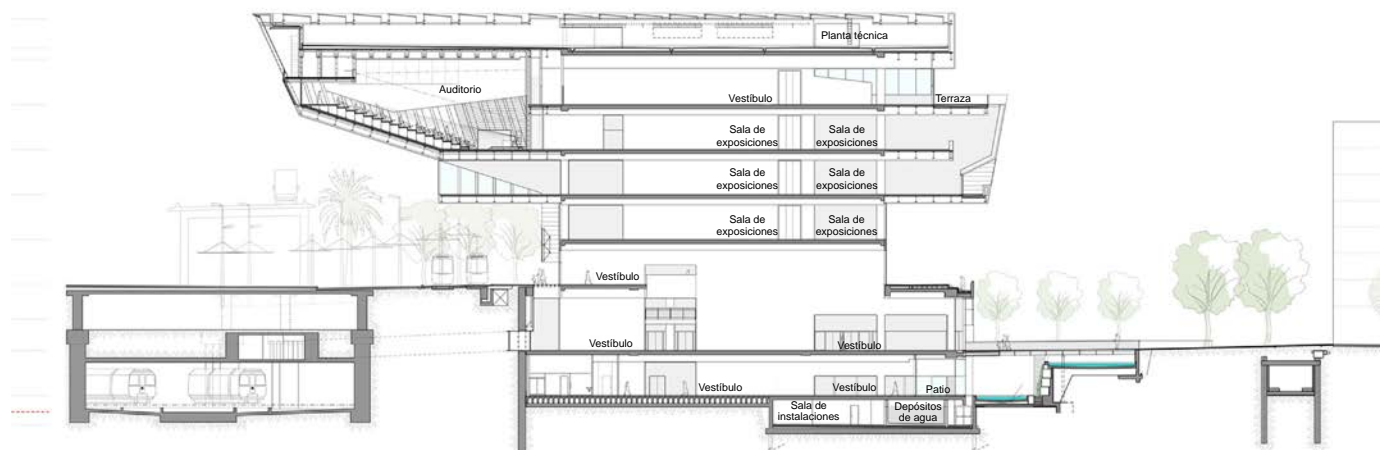 Planta técnica
Auditorio
Vestíbulo
Terraza
Sala de
exposiciones
Sala de
exposiciones
Sala de
exposiciones
Sala de
exposiciones
Sala de
exposiciones
Sala de
exposiciones
Vestíbulo
Vestíbulo
Vestíbulo
Vestíbulo
Vestíbulo
Patio
Sala de
instalaciones
Depósitos
de agua